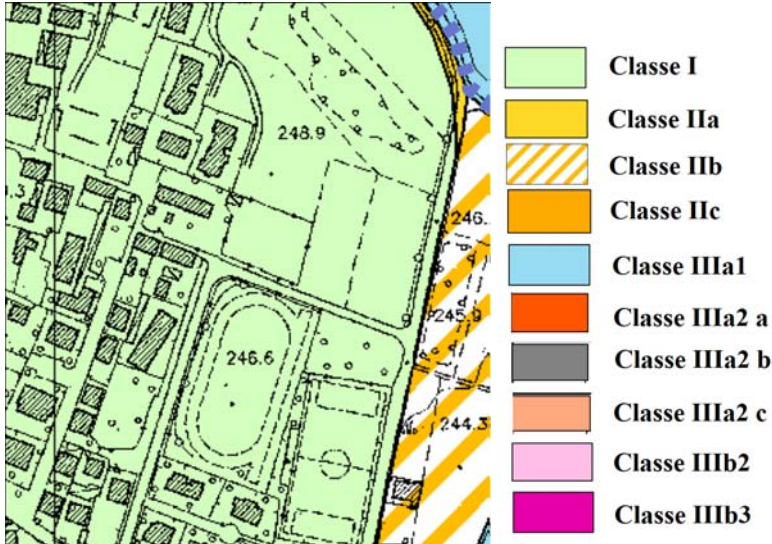 248.9
246.
245.9
246.6
244.3
Classe I
Classe IIa
Classe IIb
Classe IIc
Classe IIIa1
Classe IIIa2 a
Classe IIIa2 b
Classe IIIa2 c
Classe IIIb2
Classe IIIb3